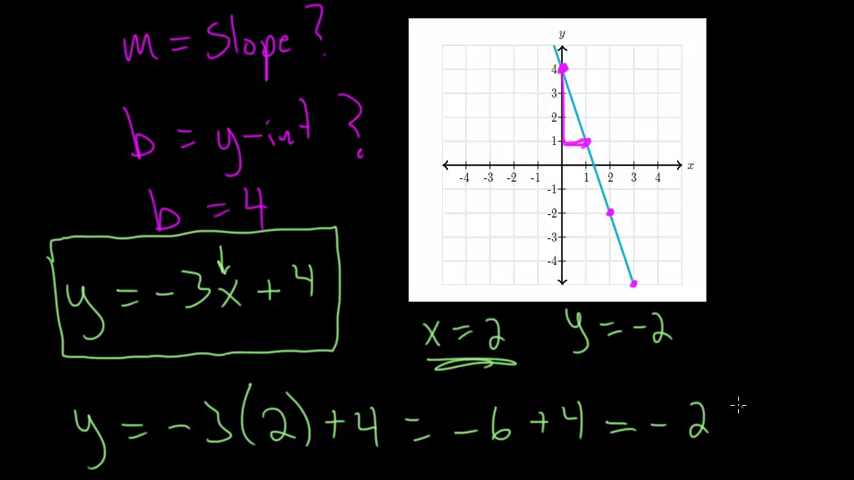 m = slope ?
b = y-int ?
b = 4
y = -3x + 4
y
4
3
2
1
-4 -3 -2 -1 1 2 3 4 x
-1
-2
-3
-4
x = 2 y = -2
y = -3(2) + 4 = -6 + 4 = -2